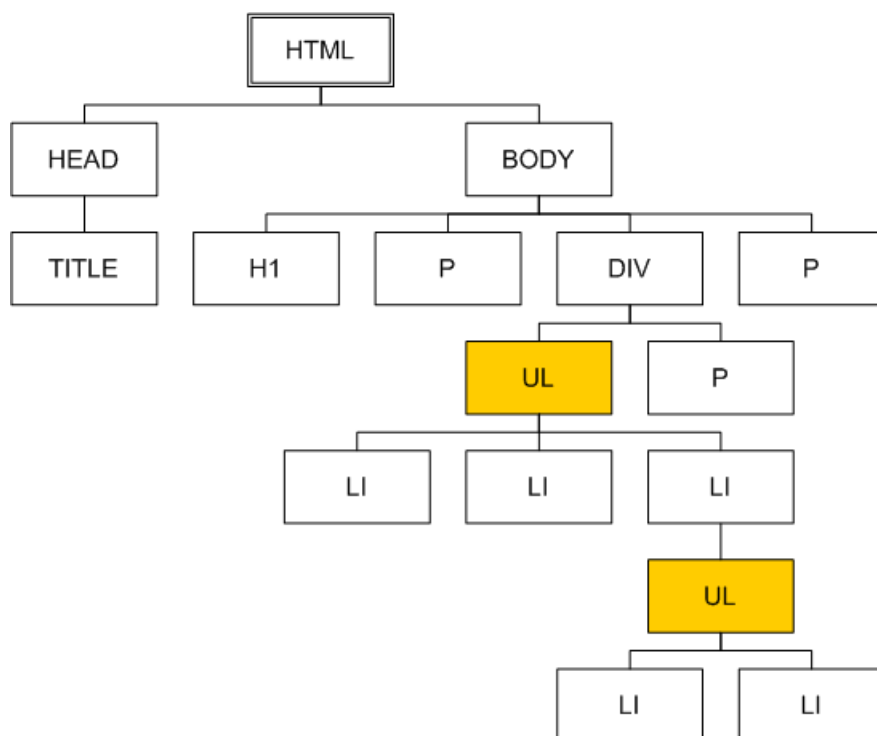 HTML
HEAD BODY
TITLE H1 P DIV P
UL P
LI LI LI
UL
LI LI